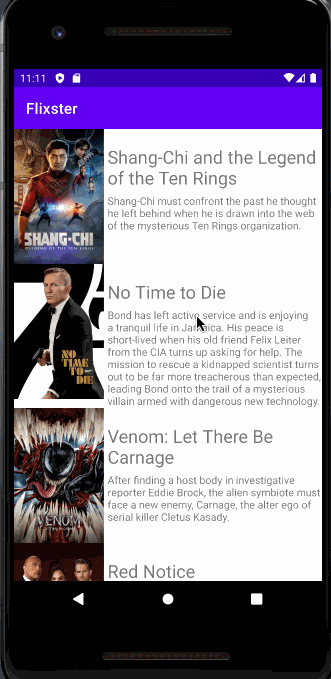 11:11
Flixster
Shang-Chi and the Legend
of the Ten Rings
Shang-Chi must confront the past he thought
he left behind when he is drawn into the web
of the mysterious Ten Rings organization.
SHANG-CHI
No Time to Die
Bond has left active service and is enjoying
a tranquil life in Jamaica. His peace is
short-lived when his old friend Felix Leiter
from the CIA turns up asking for help. The
mission to rescue a kidnapped scientist turns
out to be far more treacherous than expected,
leading Bond onto the trail of a mysterious
villain armed with dangerous new technology.
NO
TIME
TO DIE
Venom: Let There Be
Carnage
After finding a host body in investigative
reporter Eddie Brock, the alien symbiote must
face a new enemy, Carnage, the alter ego of
serial killer Cletus Kasady.
VENOM
Red Notice